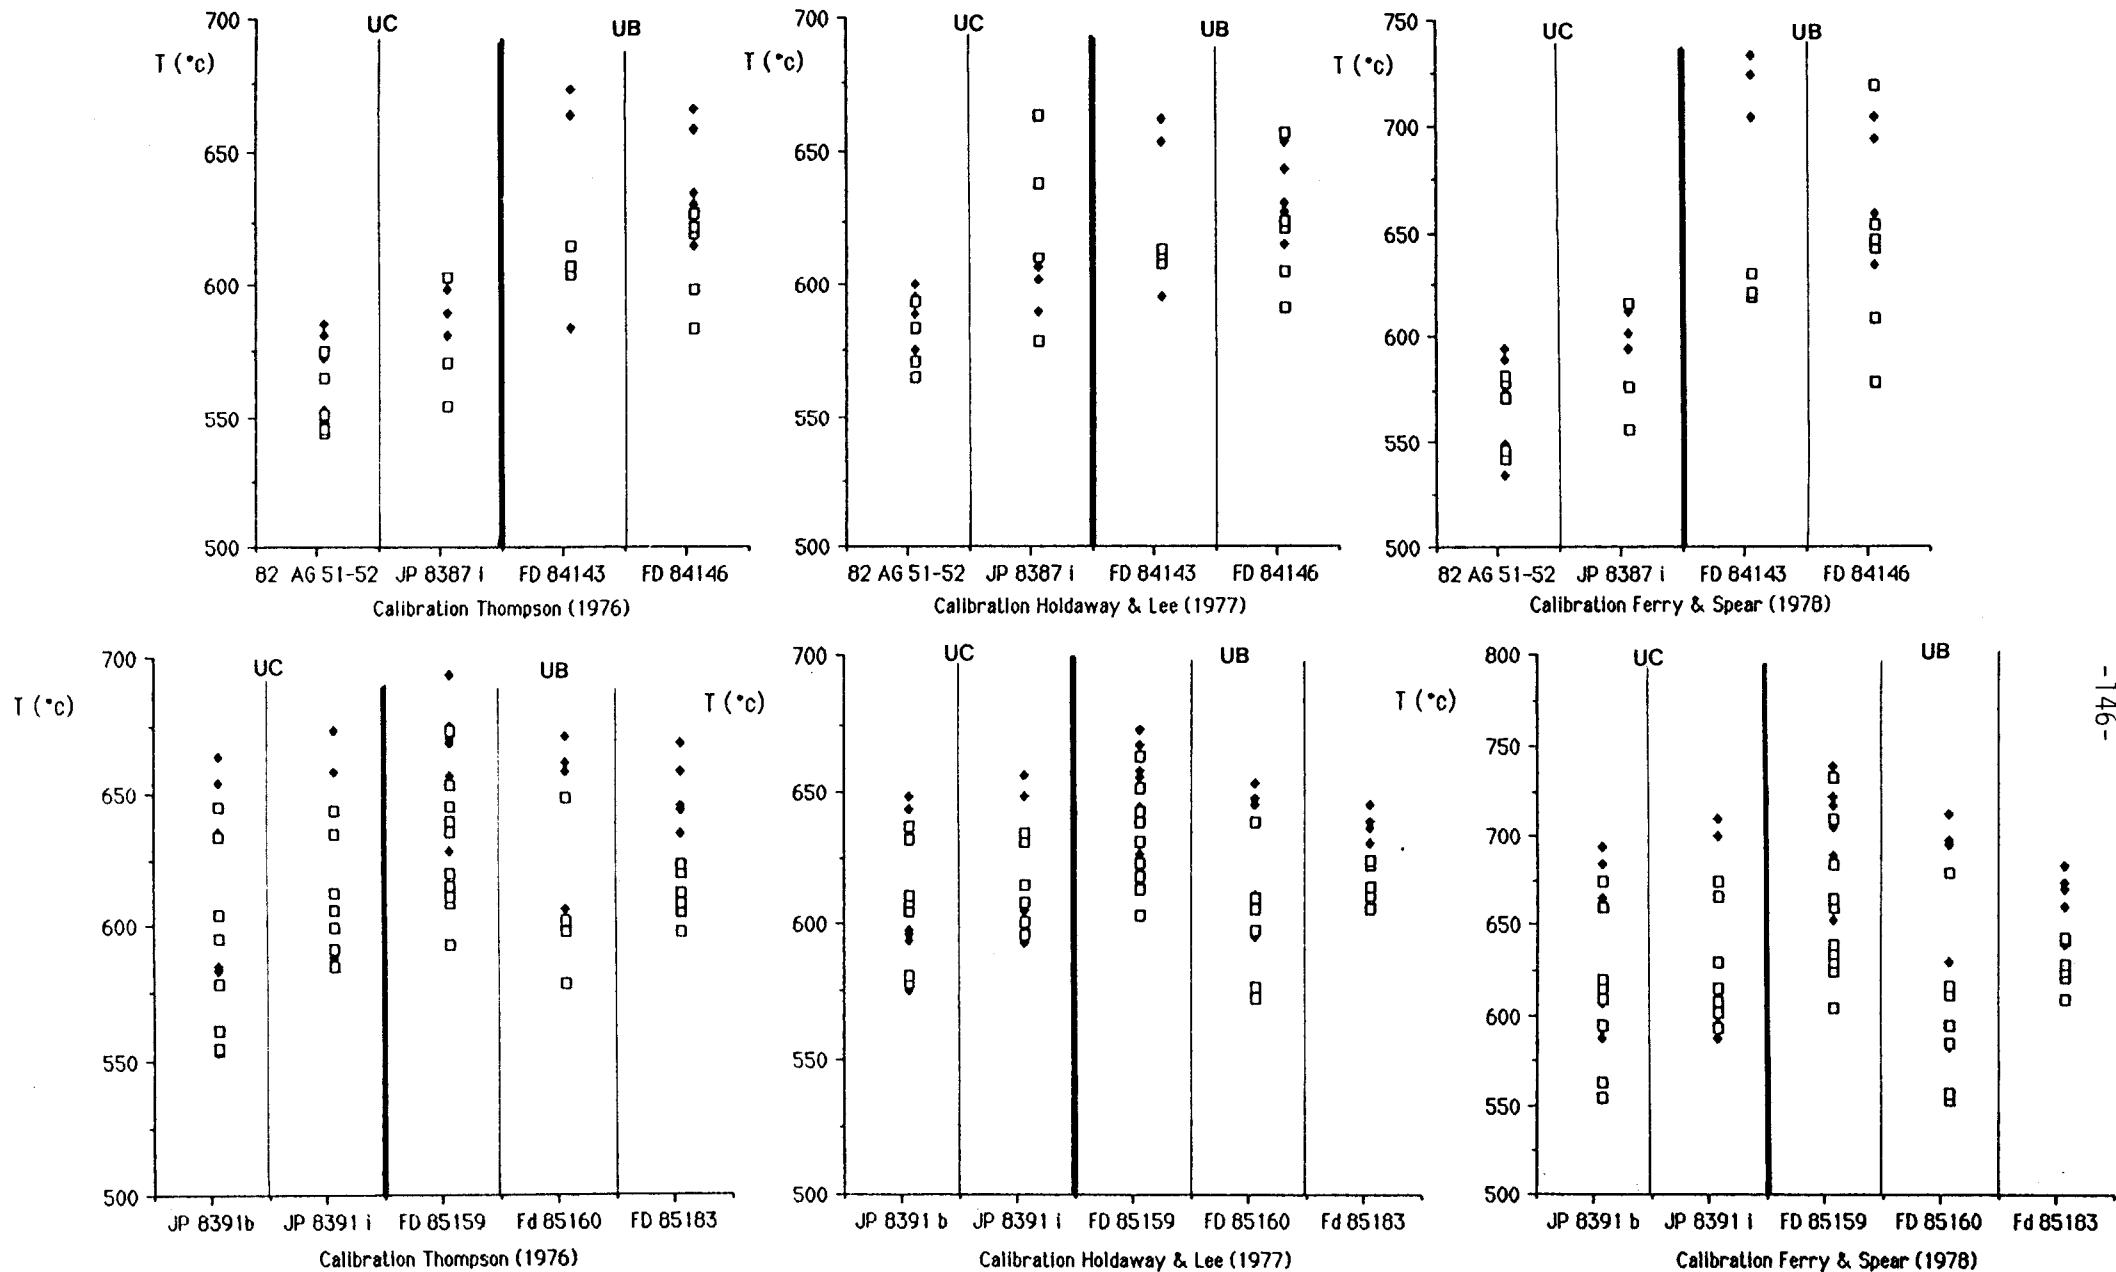 700
UC
UB
T (°c)
650
600
550
500
82 AG 51-52 JP 8387 i FD 84143 FD 84146
Calibration Thompson (1976)
700
UC
UB
T (°c)
650
600
550
500
82 AG 51-52 JP 8387 i FD 84143 FD 84146
Calibration Holdaway & Lee (1977)
750
UC
UB
T (°c)
700
650
600
550
500
82 AG 51-52 JP 8387 i FD 84143 FD 84146
Calibration Ferry & Spear (1978)
700
UC
UB
T (°c)
650
600
550
500
JP 8391b JP 8391 i FD 85159 Fd 85160 FD 85183
Calibration Thompson (1976)
700
UC
UB
T (°c)
650
600
550
500
JP 8391 b JP 8391 i FD 85159 FD 85160 Fd 85183
Calibration Holdaway & Lee (1977)
800
UC
UB
T (°c)
750
700
650
600
550
500
JP 8391 b JP 8391 i FD 85159 FD 85160 Fd 85183
Calibration Ferry & Spear (1978)
-146-